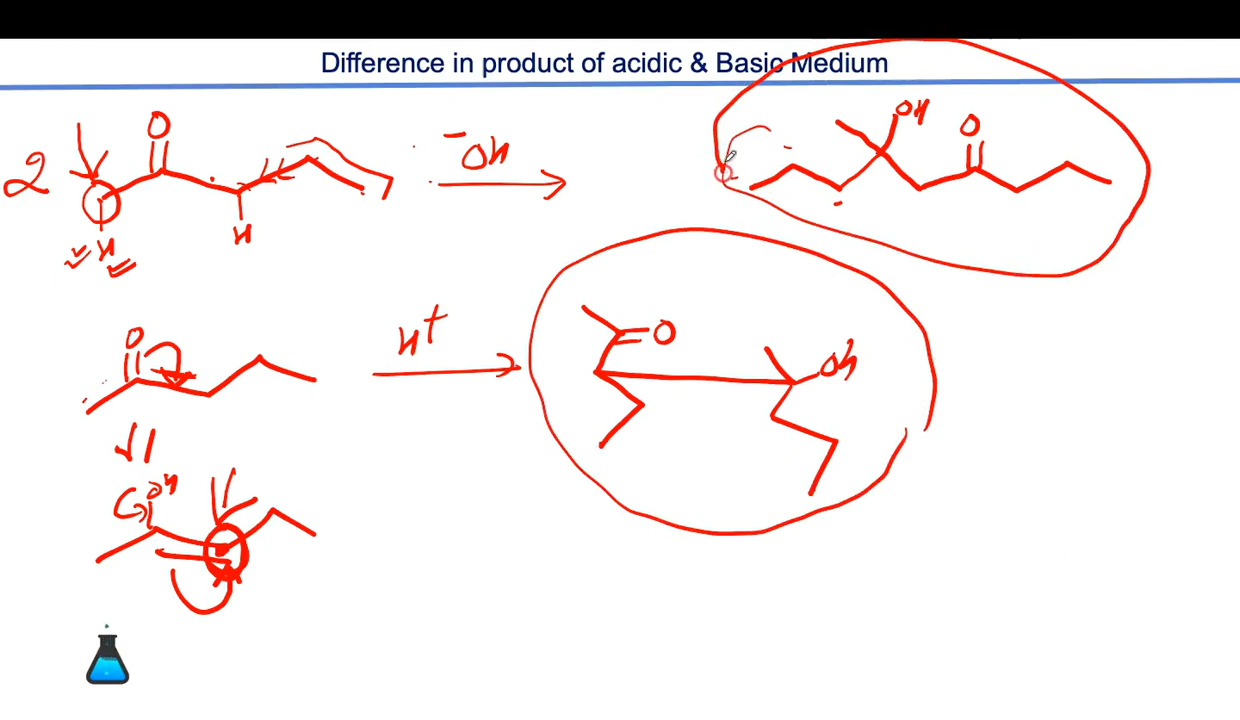 Difference in product of acidic & Basic Medium
OH
O
O
2
⁻OH
H
H
O
H⁺
O
OH
OH